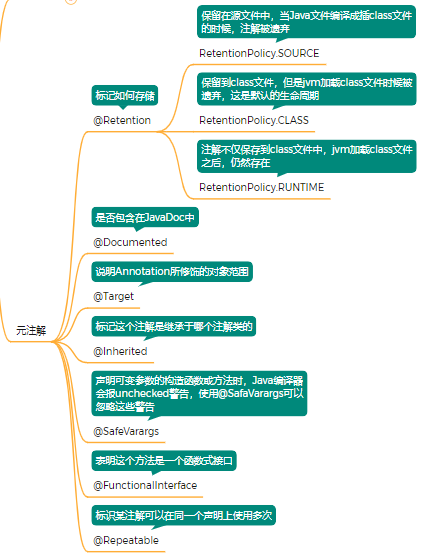 保留在源文件中，当Java文件编译成插class文件
的时候，注解被遗弃
RetentionPolicy.SOURCE
标记如何存储
@Retention
保留到class文件，但是jvm加载class文件时候被
遗弃，这是默认的生命周期
RetentionPolicy.CLASS
注解不仅保存到class文件中，jvm加载class文件
之后，仍然存在
RetentionPolicy.RUNTIME
是否包含在JavaDoc中
@Documented
说明Annotation所修饰的对象范围
@Target
元注解
标记这个注解是继承于哪个注解类的
@Inherited
声明可变参数的构造函数或方法时，Java编译器
会报unchecked警告，使用@SafaVarargs可以
忽略这些警告
@SafeVarargs
表明这个方法是一个函数式接口
@FunctionalInterface
标识某注解可以在同一个声明上使用多次
@Repeatable